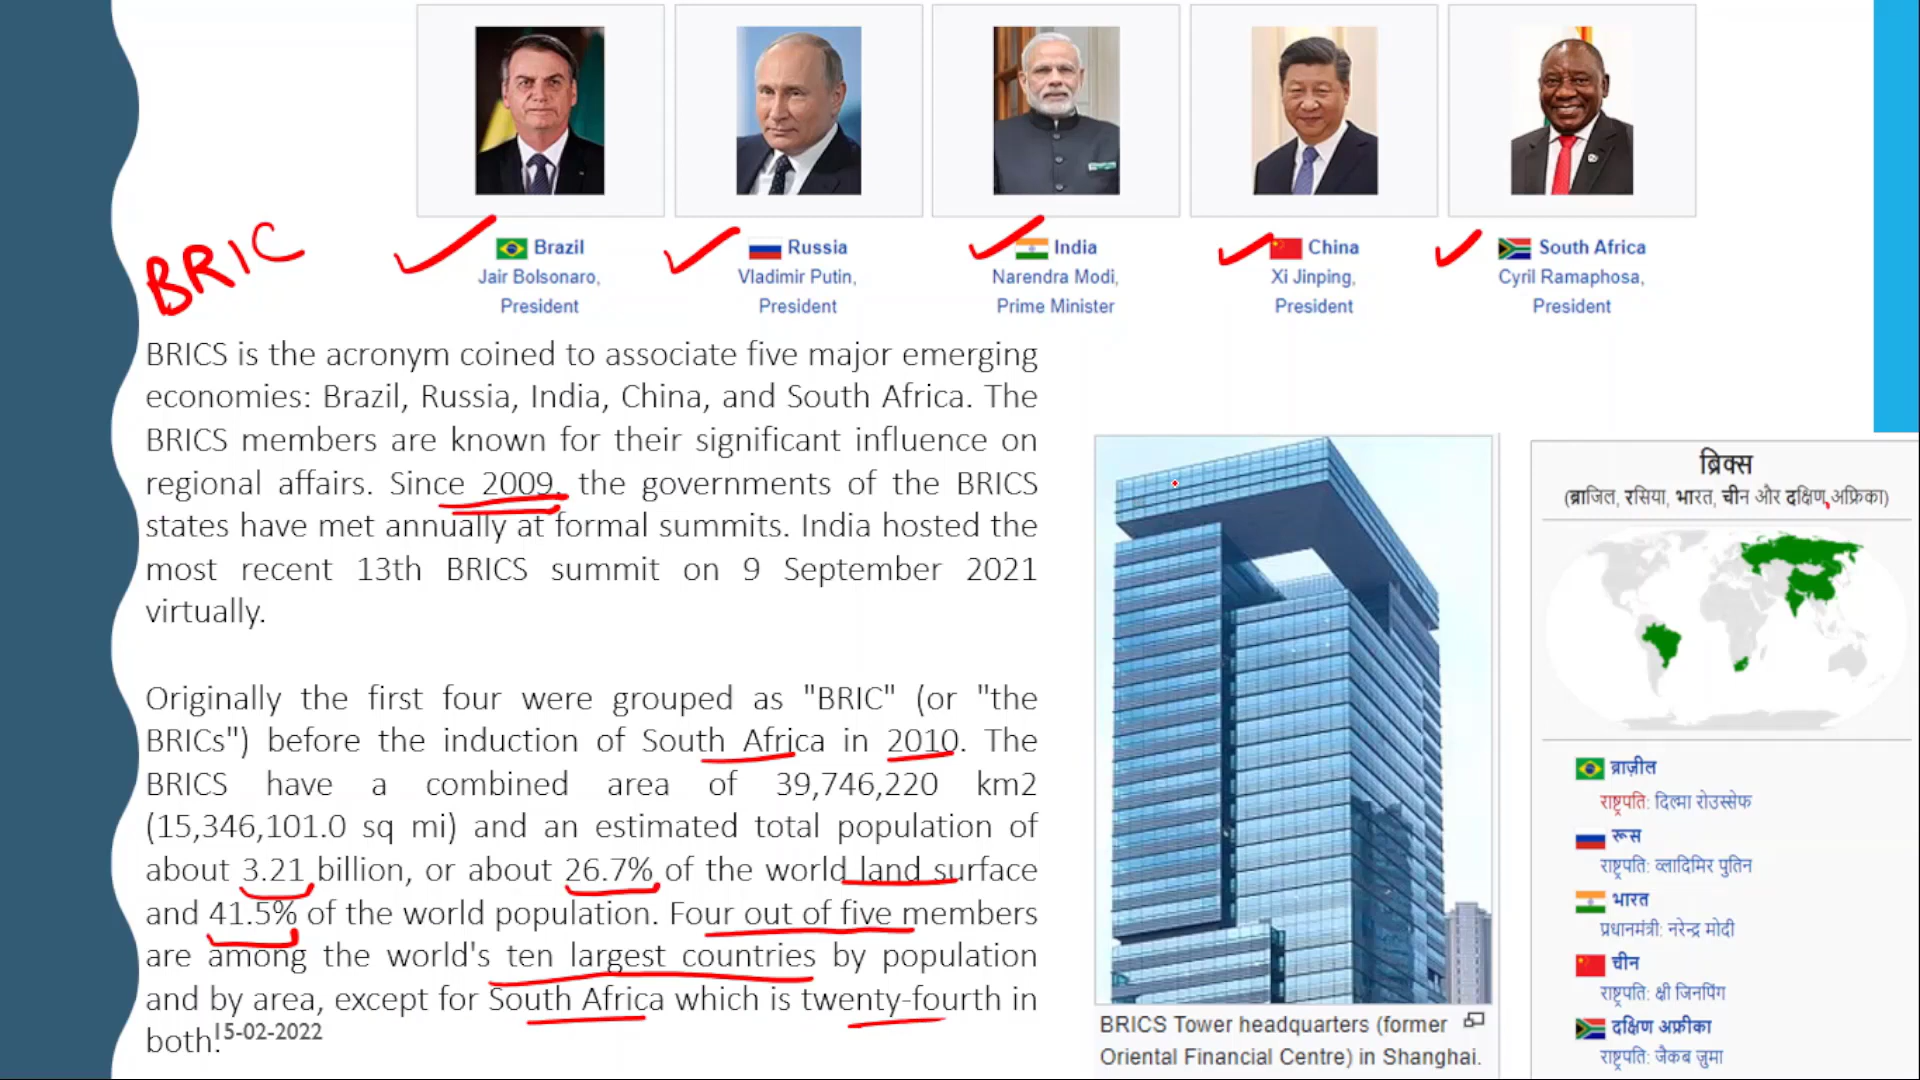 Brazil
Jair Bolsonaro,
President
Russia
Vladimir Putin,
President
India
Narendra Modi,
Prime Minister
China
Xi Jinping,
President
South Africa
Cyril Ramaphosa,
President
BRIC
BRICS is the acronym coined to associate five major emerging
economies: Brazil, Russia, India, China, and South Africa. The
BRICS members are known for their significant influence on
regional affairs. Since 2009, the governments of the BRICS
states have met annually at formal summits. India hosted the
most recent 13th BRICS summit on 9 September 2021
virtually.
Originally the first four were grouped as "BRIC" (or "the
BRICs") before the induction of South Africa in 2010. The
BRICS have a combined area of 39,746,220 km2
(15,346,101.0 sq mi) and an estimated total population of
about 3.21 billion, or about 26.7% of the world land surface
and 41.5% of the world population. Four out of five members
are among the world's ten largest countries by population
and by area, except for South Africa which is twenty-fourth in
both.
15-02-2022
BRICS Tower headquarters (former
Oriental Financial Centre) in Shanghai.
ब्रिक्स
(ब्राजिल, रसिया, भारत, चीन और दक्षिण अफ्रिका)
ब्राज़ील
राष्ट्रपति: दिल्मा रोउस्सेफ
रूस
राष्ट्रपति: व्लादिमिर पुतिन
भारत
प्रधानमंत्री: नरेन्द्र मोदी
चीन
राष्ट्रपति: क्षी जिनपिंग
दक्षिण अफ़्रीका
राष्ट्रपति: जैकब ज़ुमा